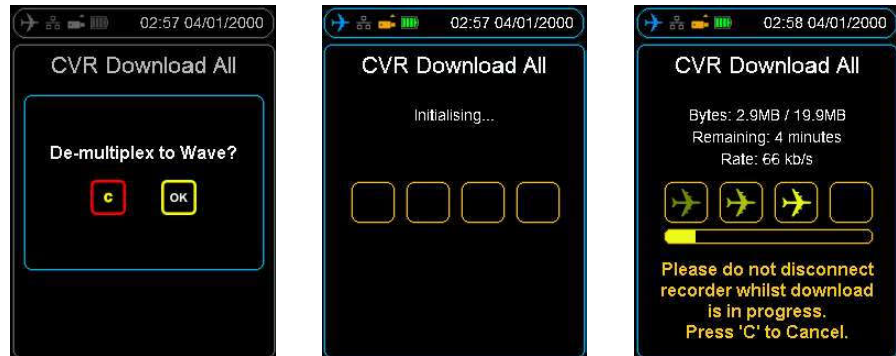 02:57 04/01/2000
CVR Download All
De-multiplex to Wave?
C
OK
02:57 04/01/2000
CVR Download All
Initialising...
02:58 04/01/2000
CVR Download All
Bytes: 2.9MB / 19.9MB
Remaining: 4 minutes
Rate: 66 kb/s
Please do not disconnect
recorder whilst download
is in progress.
Press 'C' to Cancel.